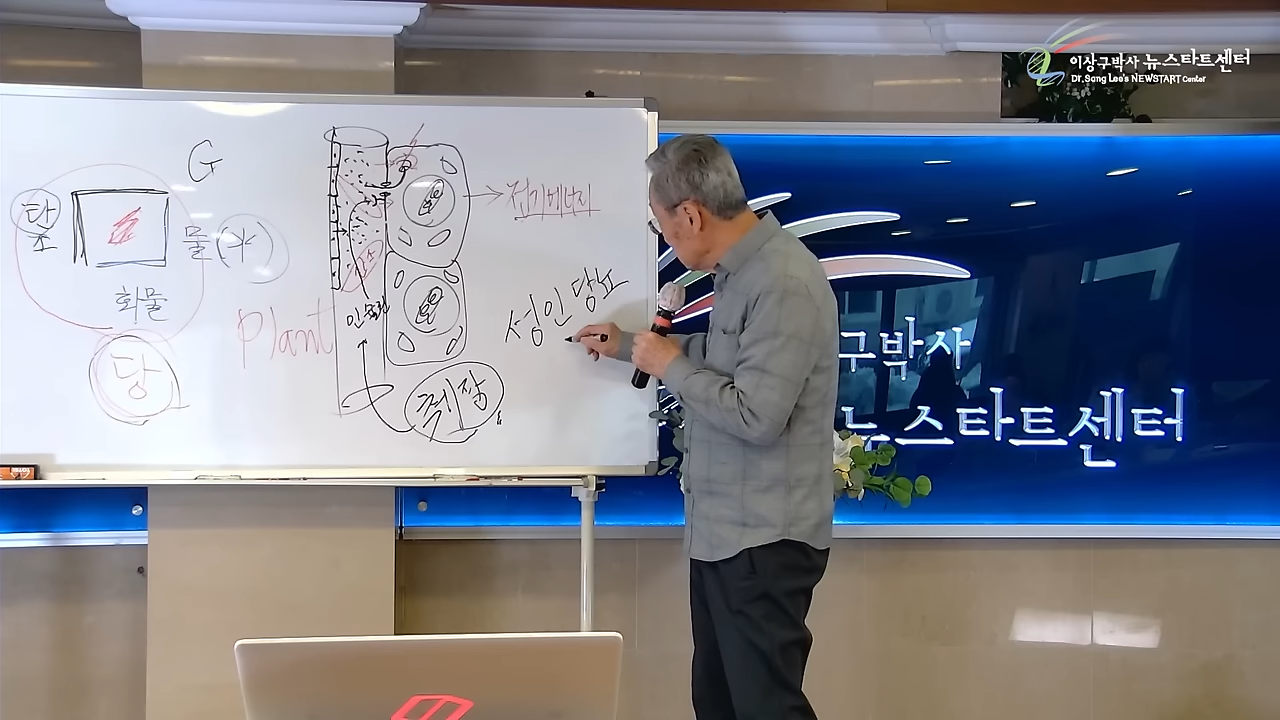 이상구박사 뉴스타트센터
Dr. Sang Lee's NEWSTART Center
G
탄
소
물(水)
화물
당
Plant
인슐린
전기에너지
성인 당뇨
췌장
구박사
뉴스타트센터